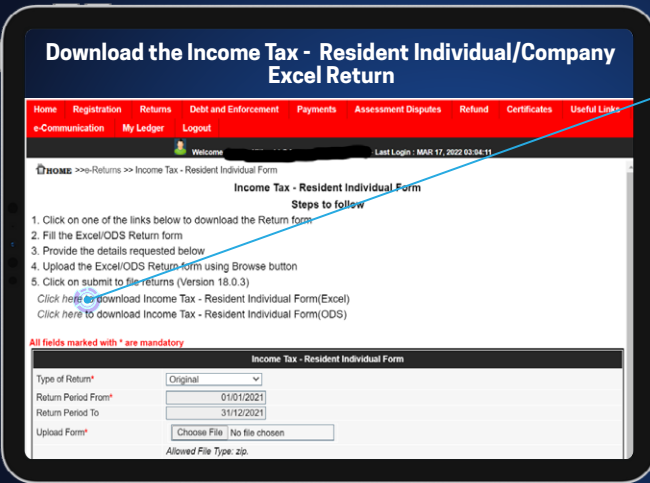 Download the Income Tax - Resident Individual/Company
Excel Return
Home Registration Returns Debt and Enforcement Payments Assessment Disputes Refund Certificates Useful Links
e-Communication My Ledger Logout
Welcome - Last Login : MAR 17, 2022 03:04:11
HOME >>e-Returns >> Income Tax - Resident Individual Form
Income Tax - Resident Individual Form
Steps to follow
1. Click on one of the links below to download the Return form
2. Fill the Excel/ODS Return form
3. Provide the details requested below
4. Upload the Excel/ODS Return form using Browse button
5. Click on submit to file returns (Version 18.0.3)
Click here to download Income Tax - Resident Individual Form(Excel)
Click here to download Income Tax - Resident Individual Form(ODS)
All fields marked with * are mandatory
Income Tax - Resident Individual Form
Type of Return* Original
Return Period From* 01/01/2021
Return Period To 31/12/2021
Upload Form* Choose File No file chosen
Allowed File Type: zip.